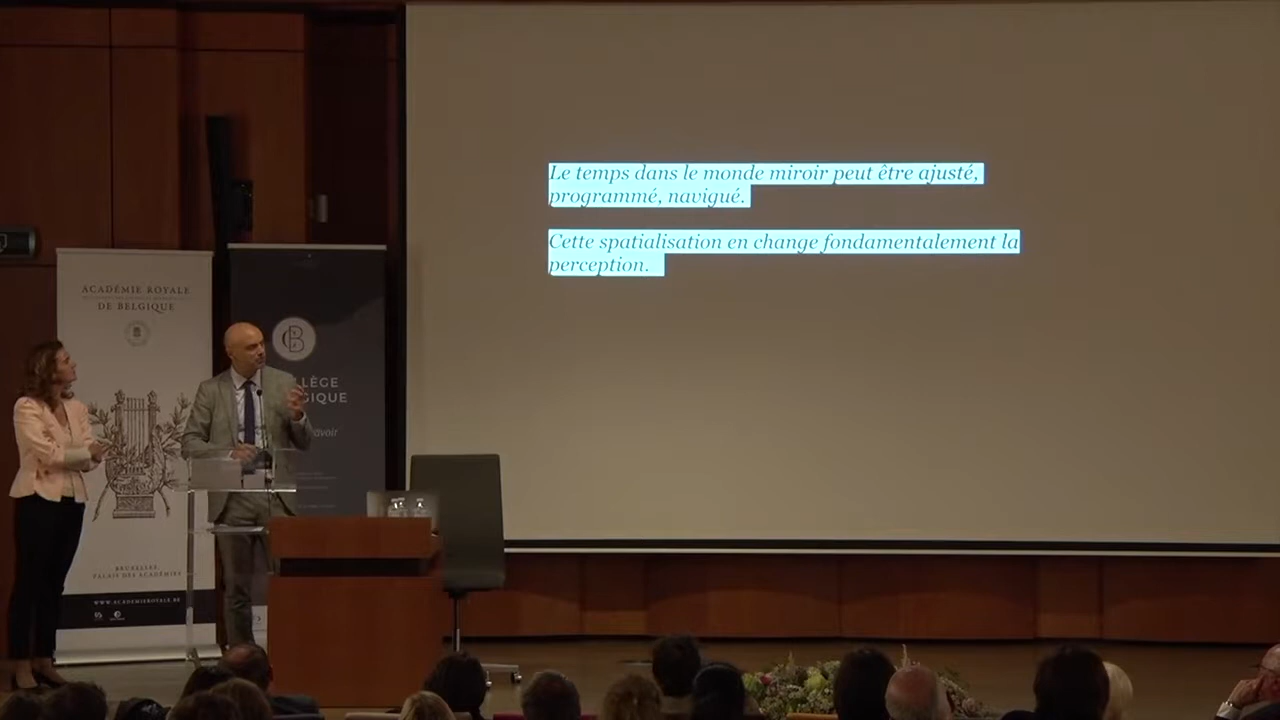 Le temps dans le monde miroir peut être ajusté,
programmé, navigué.
Cette spatialisation en change fondamentalement la
perception.
ACADÉMIE ROYALE
DE BELGIQUE
BRUXELLES
PALAIS DES ACADÉMIES
WWW.ACADEMIEROYALE.BE